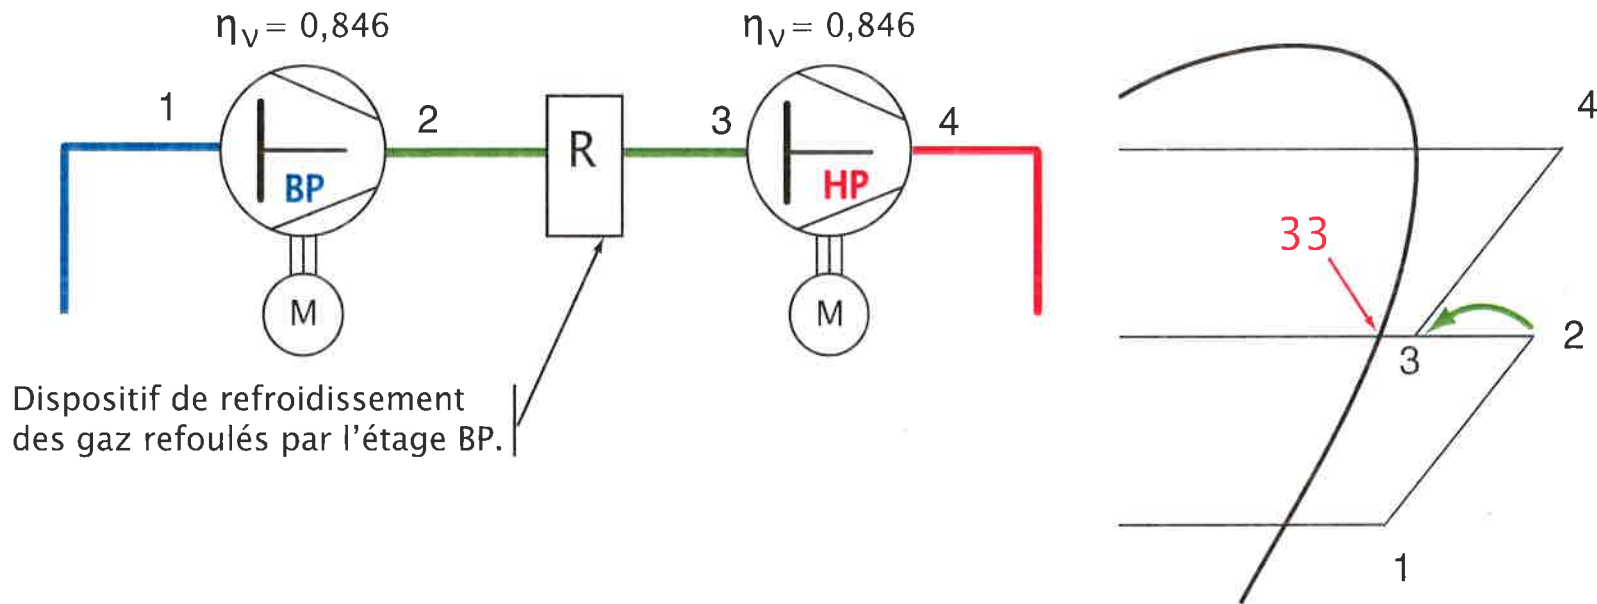 ηᵥ = 0,846
ηᵥ = 0,846
1
2
3
4
R
BP
HP
M
M
Dispositif de refroidissement
des gaz refoulés par l'étage BP.
4
33
2
3
1